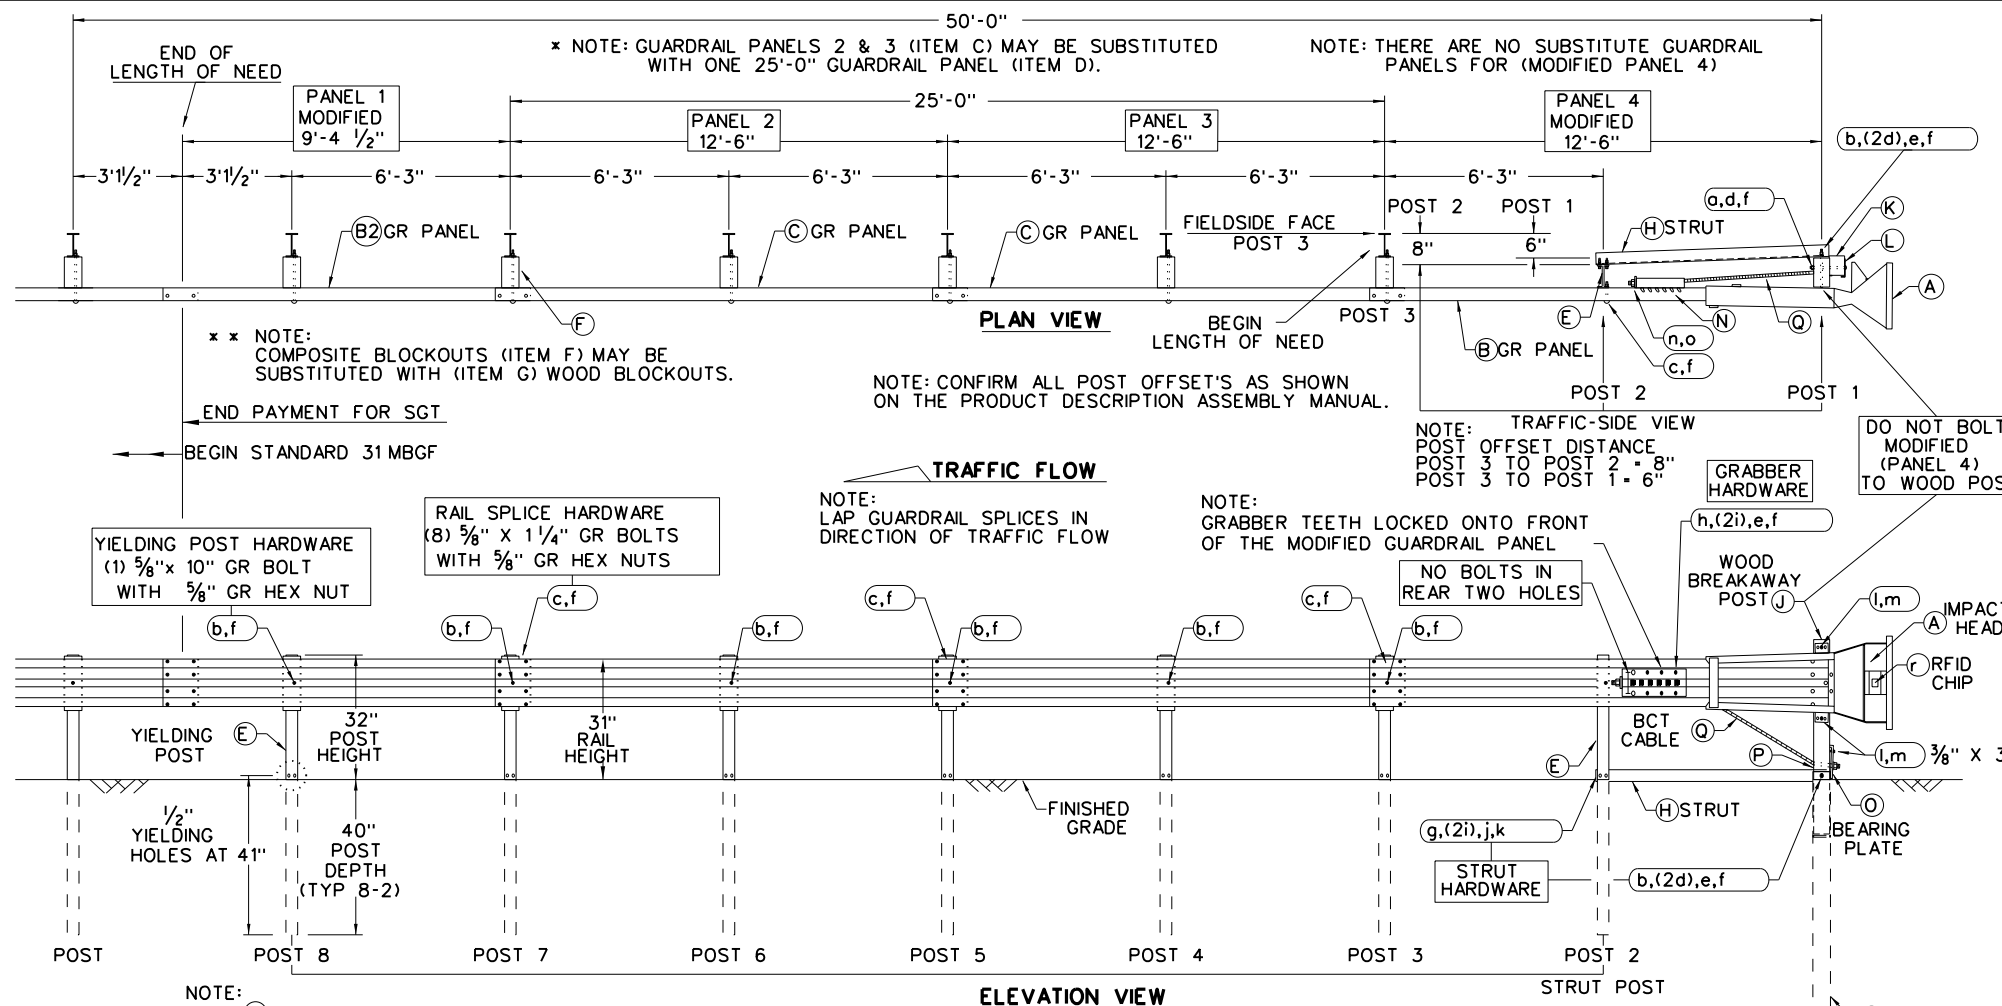 50'-0"
END OF
LENGTH OF NEED
* NOTE: GUARDRAIL PANELS 2 & 3 (ITEM C) MAY BE SUBSTITUTED
WITH ONE 25'-0" GUARDRAIL PANEL (ITEM D).
NOTE: THERE ARE NO SUBSTITUTE GUARDRAIL
PANELS FOR (MODIFIED PANEL 4)
25'-0"
PANEL 1
MODIFIED
9'-4 1/2"
PANEL 2
12'-6"
PANEL 3
12'-6"
PANEL 4
MODIFIED
12'-6"
b,(2d),e,f
3'1/2"
3'1/2"
6'-3"
6'-3"
6'-3"
6'-3"
6'-3"
6'-3"
a,d,f
K
POST 2
POST 1
B2 GR PANEL
C GR PANEL
C GR PANEL
FIELDSIDE FACE
POST 3
8"
6"
H STRUT
L
A
F
PLAN VIEW
BEGIN
LENGTH OF NEED
POST 3
E
N
Q
n,o
c,f
B GR PANEL
* * NOTE:
COMPOSITE BLOCKOUTS (ITEM F) MAY BE
SUBSTITUTED WITH (ITEM G) WOOD BLOCKOUTS.
NOTE: CONFIRM ALL POST OFFSET'S AS SHOWN
ON THE PRODUCT DESCRIPTION ASSEMBLY MANUAL.
POST 2
POST 1
TRAFFIC-SIDE VIEW
END PAYMENT FOR SGT
BEGIN STANDARD 31 MBGF
NOTE:
POST OFFSET DISTANCE
POST 3 TO POST 2 = 8"
POST 3 TO POST 1 = 6"
DO NOT BOLT
MODIFIED
(PANEL 4)
TO WOOD POS
TRAFFIC FLOW
NOTE:
LAP GUARDRAIL SPLICES IN
DIRECTION OF TRAFFIC FLOW
GRABBER
HARDWARE
NOTE:
GRABBER TEETH LOCKED ONTO FRONT
OF THE MODIFIED GUARDRAIL PANEL
h,(2i),e,f
YIELDING POST HARDWARE
(1) 5/8"x 10" GR BOLT
WITH 5/8" GR HEX NUT
RAIL SPLICE HARDWARE
(8) 5/8" X 1 1/4" GR BOLTS
WITH 5/8" GR HEX NUTS
NO BOLTS IN
REAR TWO HOLES
WOOD
BREAKAWAY
POST J
l,m
A IMPACT
HEAD
r RFID
CHIP
b,f
b,f
c,f
b,f
c,f
b,f
b,f
c,f
b,f
YIELDING
POST
E
32"
POST
HEIGHT
31"
RAIL
HEIGHT
BCT
CABLE
Q
E
P
l,m
3/8" X 3
1/2"
YIELDING
HOLES AT 41"
40"
POST
DEPTH
(TYP 8-2)
FINISHED
GRADE
g,(2i),j,k
H STRUT
O
BEARING
PLATE
STRUT
HARDWARE
b,(2d),e,f
POST
POST 8
POST 7
POST 6
POST 5
POST 4
POST 3
POST 2
STRUT POST
NOTE:
ELEVATION VIEW